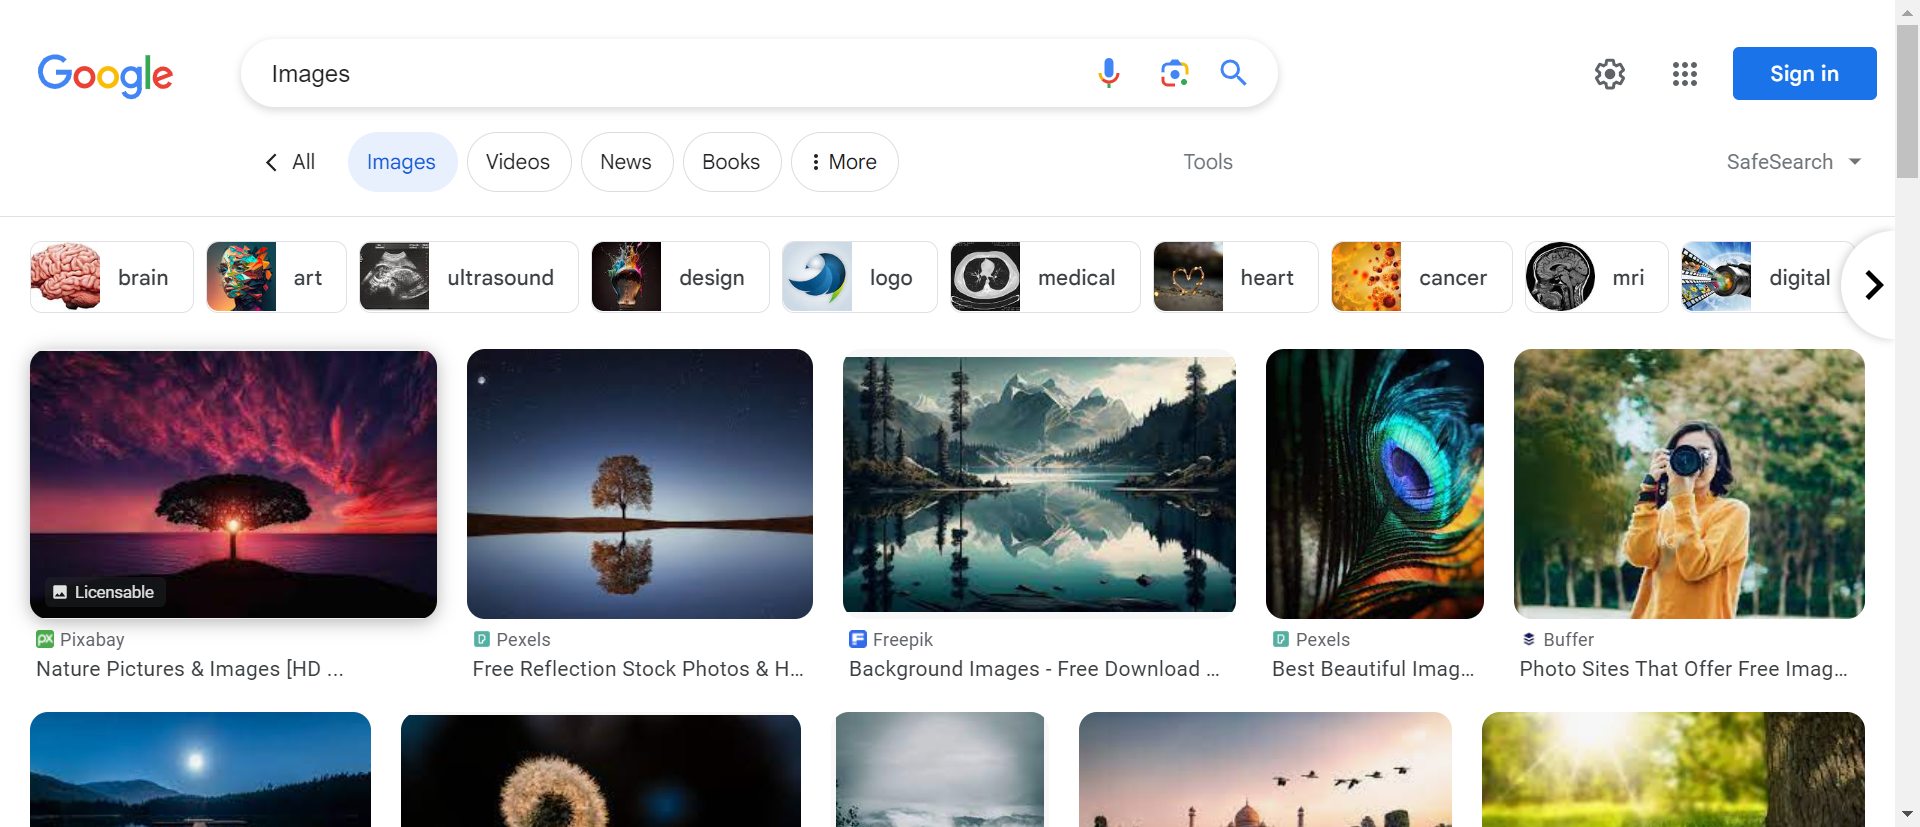 Google
Images
Sign in
All
Images
Videos
News
Books
More
Tools
SafeSearch
brain
art
ultrasound
design
logo
medical
heart
cancer
mri
digital
Licensable
Pixabay
Nature Pictures & Images [HD ...
Pexels
Free Reflection Stock Photos & H...
Freepik
Background Images - Free Download ...
Pexels
Best Beautiful Imag...
Buffer
Photo Sites That Offer Free Imag...